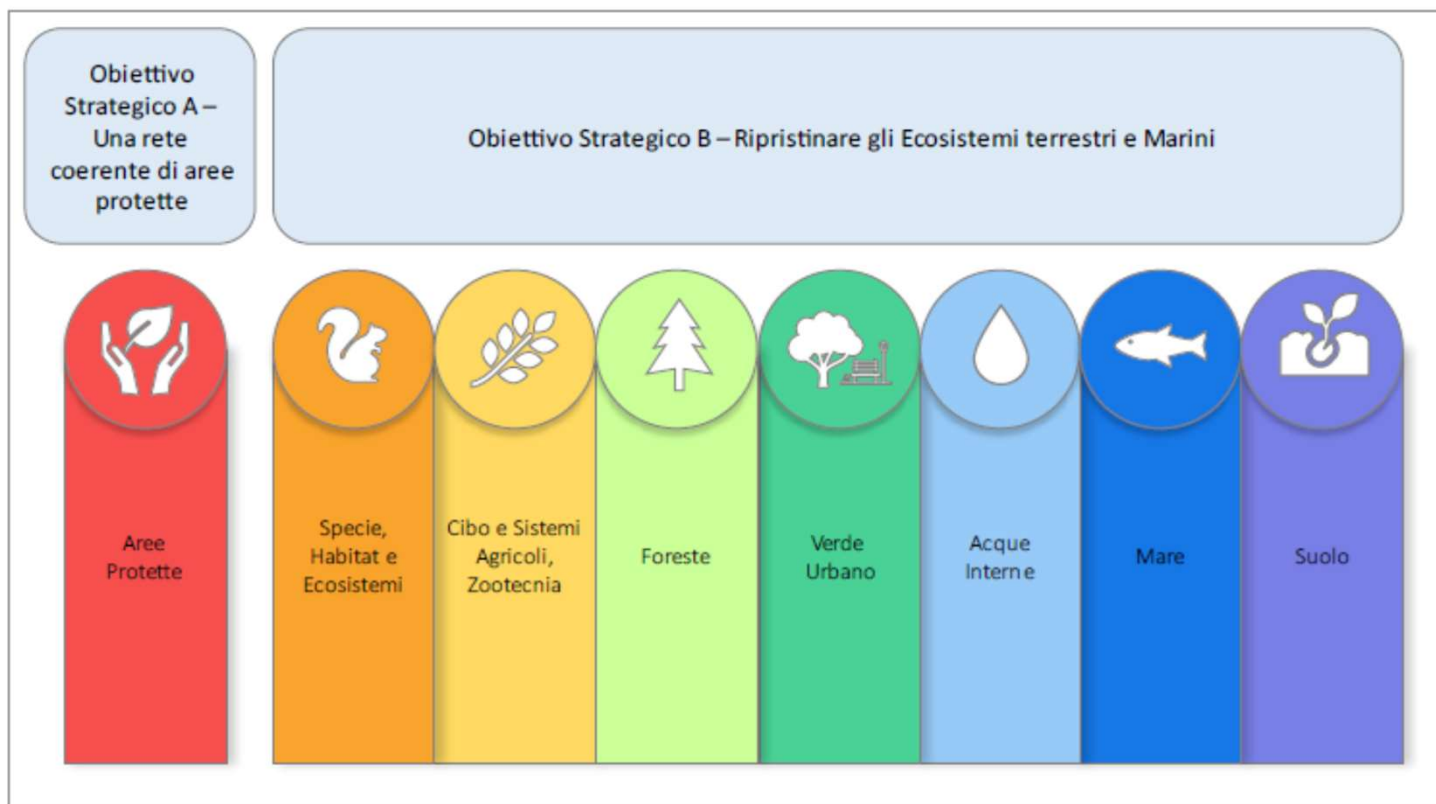 Obiettivo
Strategico A –
Una rete
coerente di aree
protette
Obiettivo Strategico B – Ripristinare gli Ecosistemi terrestri e Marini
Aree
Protette
Specie,
Habitat e
Ecosistemi
Cibo e Sistemi
Agricoli,
Zootecnia
Foreste
Verde
Urbano
Acque
Interne
Mare
Suolo